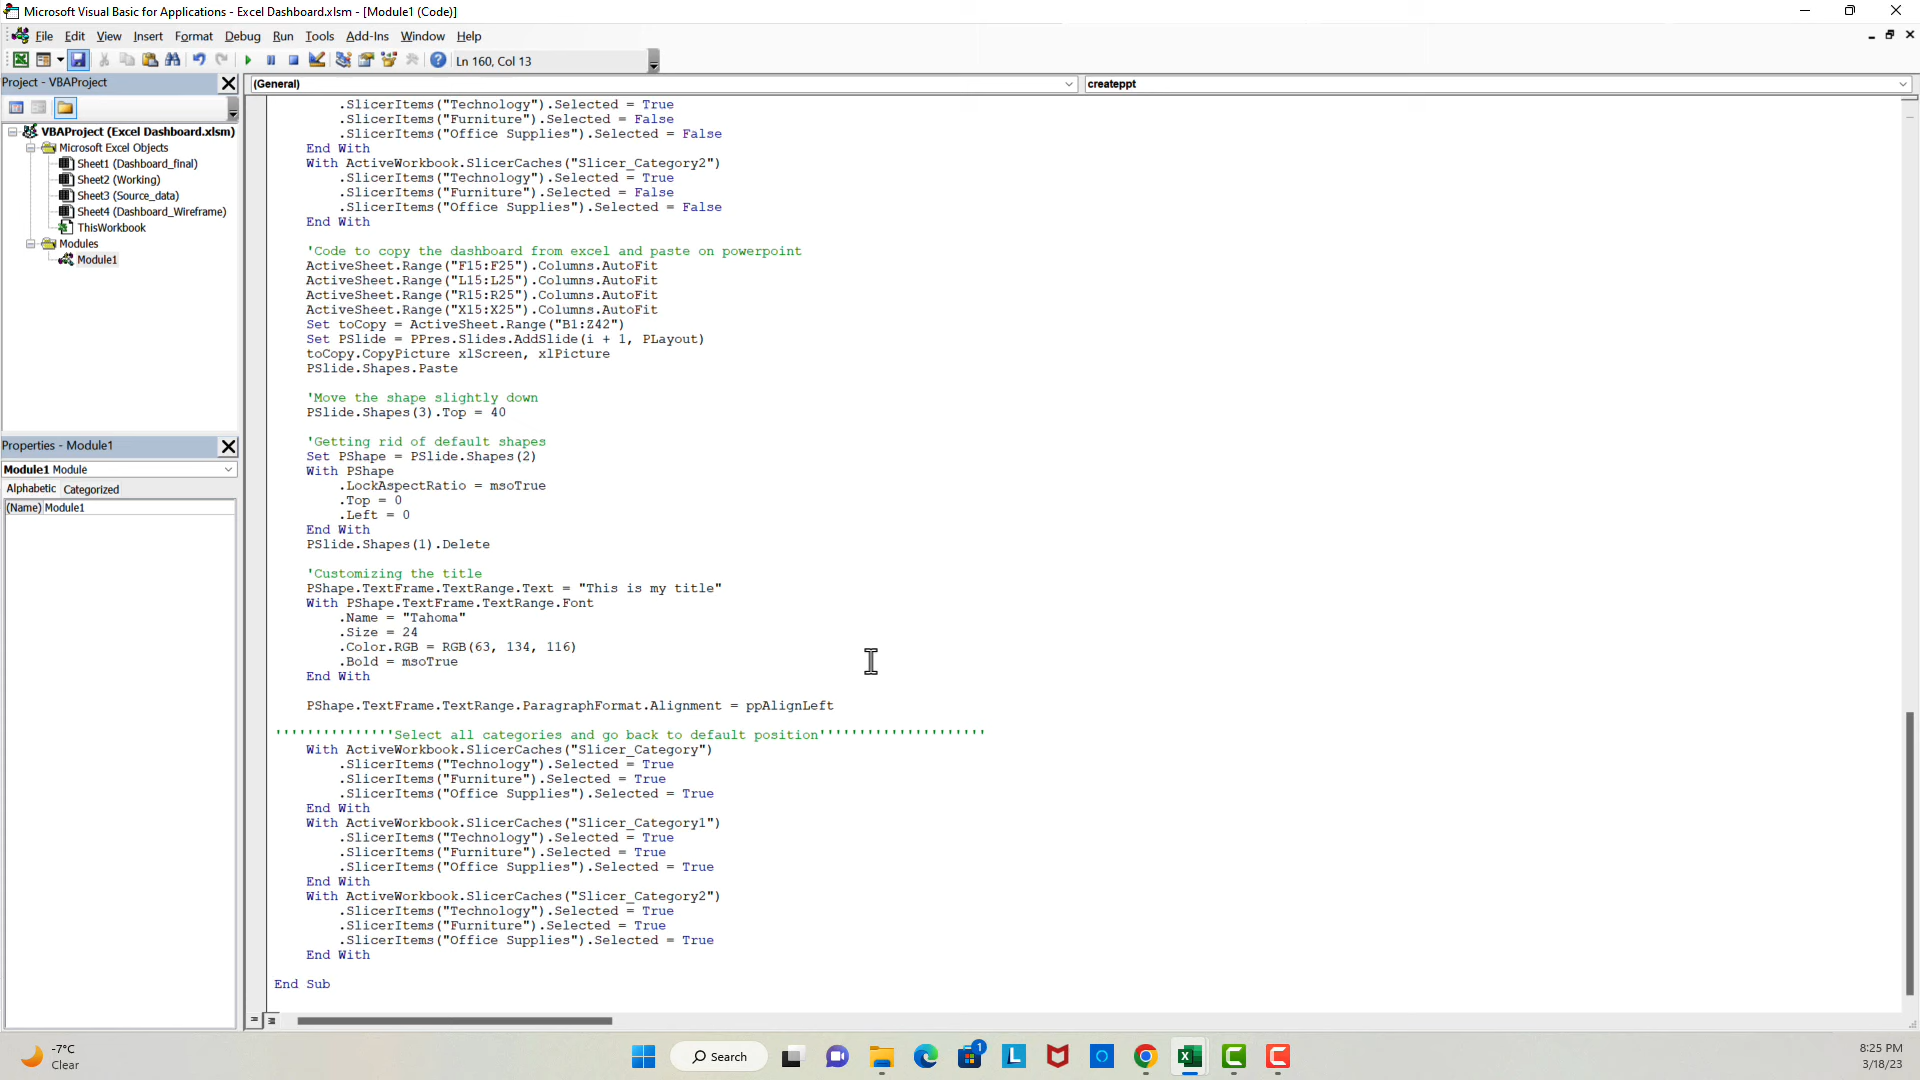 Microsoft Visual Basic for Applications - Excel Dashboard.xlsm - [Module1 (Code)]
File Edit View Insert Format Debug Run Tools Add-Ins Window Help
Ln 160, Col 13
Project - VBAProject
(General)
createppt
VBAProject (Excel Dashboard.xlsm)
Microsoft Excel Objects
Sheet1 (Dashboard_final)
Sheet2 (Working)
Sheet3 (Source_data)
Sheet4 (Dashboard_Wireframe)
ThisWorkbook
Modules
Module1
Properties - Module1
Module1 Module
Alphabetic Categorized
(Name) Module1
.SlicerItems("Technology").Selected = True
.SlicerItems("Furniture").Selected = False
.SlicerItems("Office Supplies").Selected = False
End With
With ActiveWorkbook.SlicerCaches("Slicer_Category2")
.SlicerItems("Technology").Selected = True
.SlicerItems("Furniture").Selected = False
.SlicerItems("Office Supplies").Selected = False
End With
'Code to copy the dashboard from excel and paste on powerpoint
ActiveSheet.Range("F15:F25").Columns.AutoFit
ActiveSheet.Range("L15:L25").Columns.AutoFit
ActiveSheet.Range("R15:R25").Columns.AutoFit
ActiveSheet.Range("X15:X25").Columns.AutoFit
Set toCopy = ActiveSheet.Range("B1:Z42")
Set PSlide = PPres.Slides.AddSlide(i + 1, PLayout)
toCopy.CopyPicture xlScreen, xlPicture
PSlide.Shapes.Paste
'Move the shape slightly down
PSlide.Shapes(3).Top = 40
'Getting rid of default shapes
Set PShape = PSlide.Shapes(2)
With PShape
.LockAspectRatio = msoTrue
.Top = 0
.Left = 0
End With
PSlide.Shapes(1).Delete
'Customizing the title
PShape.TextFrame.TextRange.Text = "This is my title"
With PShape.TextFrame.TextRange.Font
.Name = "Tahoma"
.Size = 24
.Color.RGB = RGB(63, 134, 116)
.Bold = msoTrue
End With
PShape.TextFrame.TextRange.ParagraphFormat.Alignment = ppAlignLeft
'''''''''''''''Select all categories and go back to default position'''''''''''''''''''''
With ActiveWorkbook.SlicerCaches("Slicer_Category")
.SlicerItems("Technology").Selected = True
.SlicerItems("Furniture").Selected = True
.SlicerItems("Office Supplies").Selected = True
End With
With ActiveWorkbook.SlicerCaches("Slicer_Category1")
.SlicerItems("Technology").Selected = True
.SlicerItems("Furniture").Selected = True
.SlicerItems("Office Supplies").Selected = True
End With
With ActiveWorkbook.SlicerCaches("Slicer_Category2")
.SlicerItems("Technology").Selected = True
.SlicerItems("Furniture").Selected = True
.SlicerItems("Office Supplies").Selected = True
End With
End Sub
-7°C
Clear
Search
1
L
8:25 PM
3/18/23